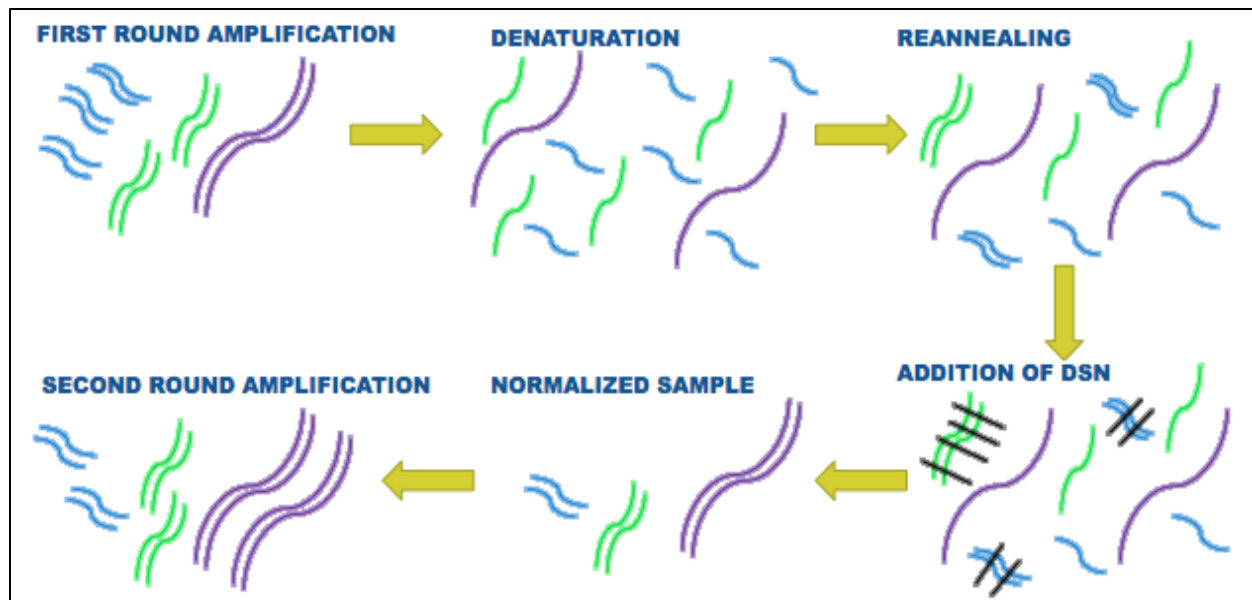 FIRST ROUND AMPLIFICATION
DENATURATION
REANNEALING
ADDITION OF DSN
NORMALIZED SAMPLE
SECOND ROUND AMPLIFICATION